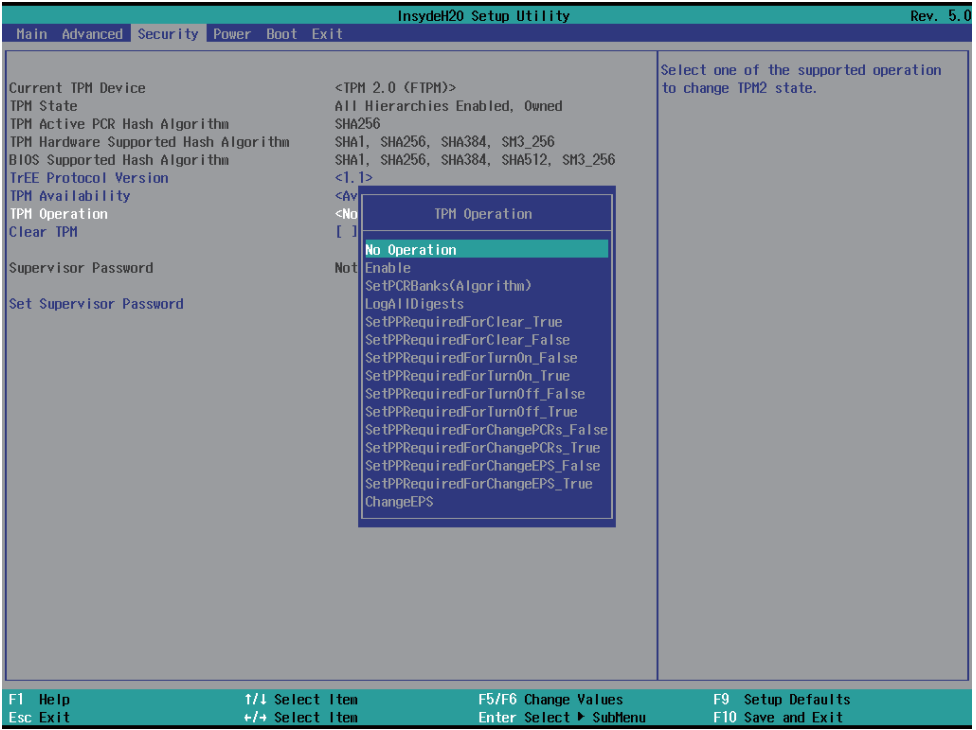 InsydeH20 Setup Utility Rev. 5.0
Main Advanced Security Power Boot Exit
Select one of the supported operation
to change TPM2 state.
Current TPM Device <TPM 2.0 (FTPM)>
TPM State All Hierarchies Enabled, Owned
TPM Active PCR Hash Algorithm SHA256
TPM Hardware Supported Hash Algorithm SHA1, SHA256, SHA384, SM3_256
BIOS Supported Hash Algorithm SHA1, SHA256, SHA384, SHA512, SM3_256
TrEE Protocol Version <1.1>
TPM Availability <Av
TPM Operation <No
Clear TPM [ ]
Supervisor Password Not
Set Supervisor Password
TPM Operation
No Operation
Enable
SetPCRBanks(Algorithm)
LogAllDigests
SetPPRequiredForClear_True
SetPPRequiredForClear_False
SetPPRequiredForTurnOn_False
SetPPRequiredForTurnOn_True
SetPPRequiredForTurnOff_False
SetPPRequiredForTurnOff_True
SetPPRequiredForChangePCRs_False
SetPPRequiredForChangePCRs_True
SetPPRequiredForChangeEPS_False
SetPPRequiredForChangeEPS_True
ChangeEPS
F1 Help ↑/↓ Select Item F5/F6 Change Values F9 Setup Defaults
Esc Exit ←/→ Select Item Enter Select ▶ SubMenu F10 Save and Exit